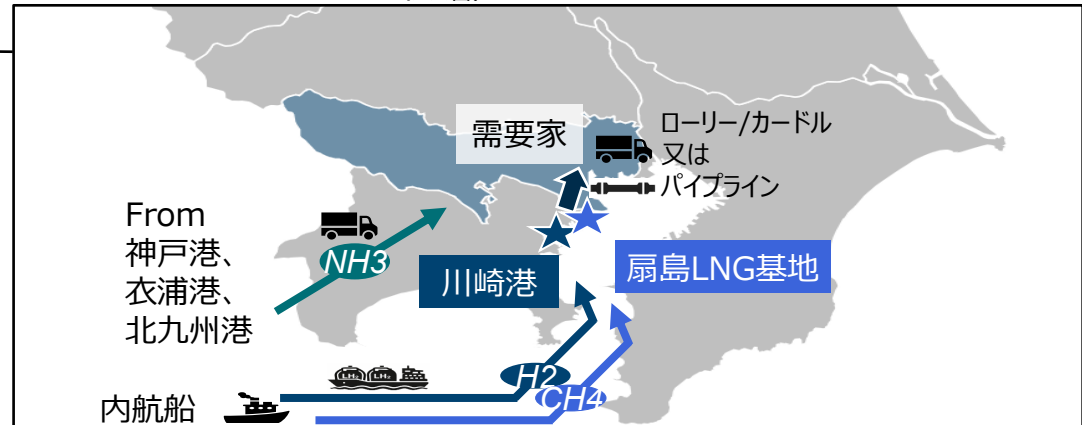 需要家
ローリー/カードル
又は
パイプライン
From
神戸港、
衣浦港、
北九州港
NH3
川崎港
扇島LNG基地
H2
CH4
内航船